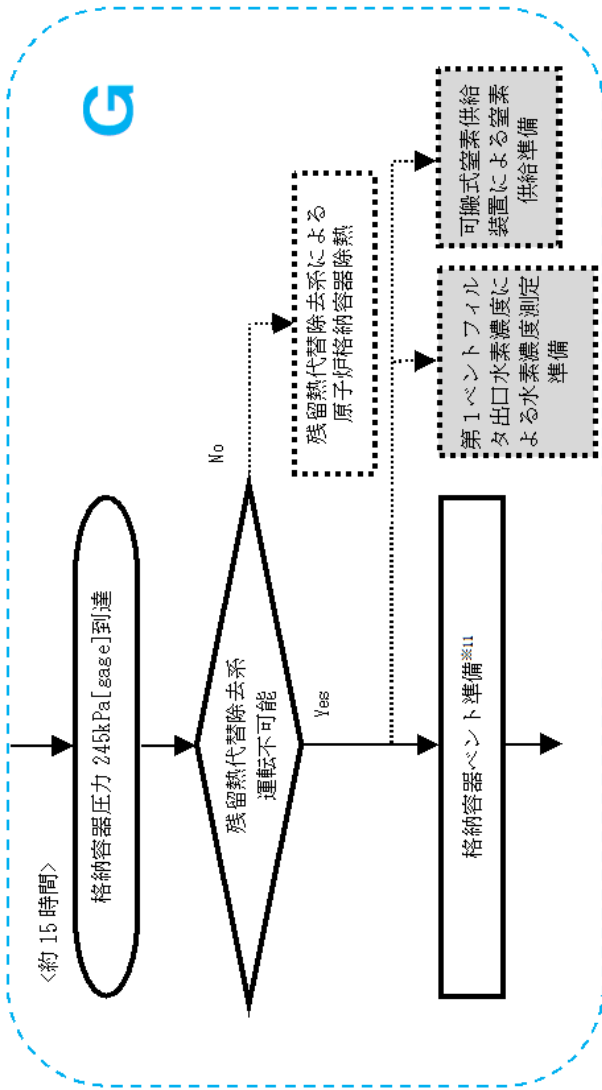 G
<約 15 時間>
格納容器圧力 245kPa[gage]到達
残留熱代替除去系
運転不可能
No
残留熱代替除去系による
原子炉格納容器除熱
Yes
格納容器ベント準備※11
第1ベントフィル
タ出口水素濃度に
よる水素濃度測定
準備
可搬式窒素供給
装置による窒素
供給準備